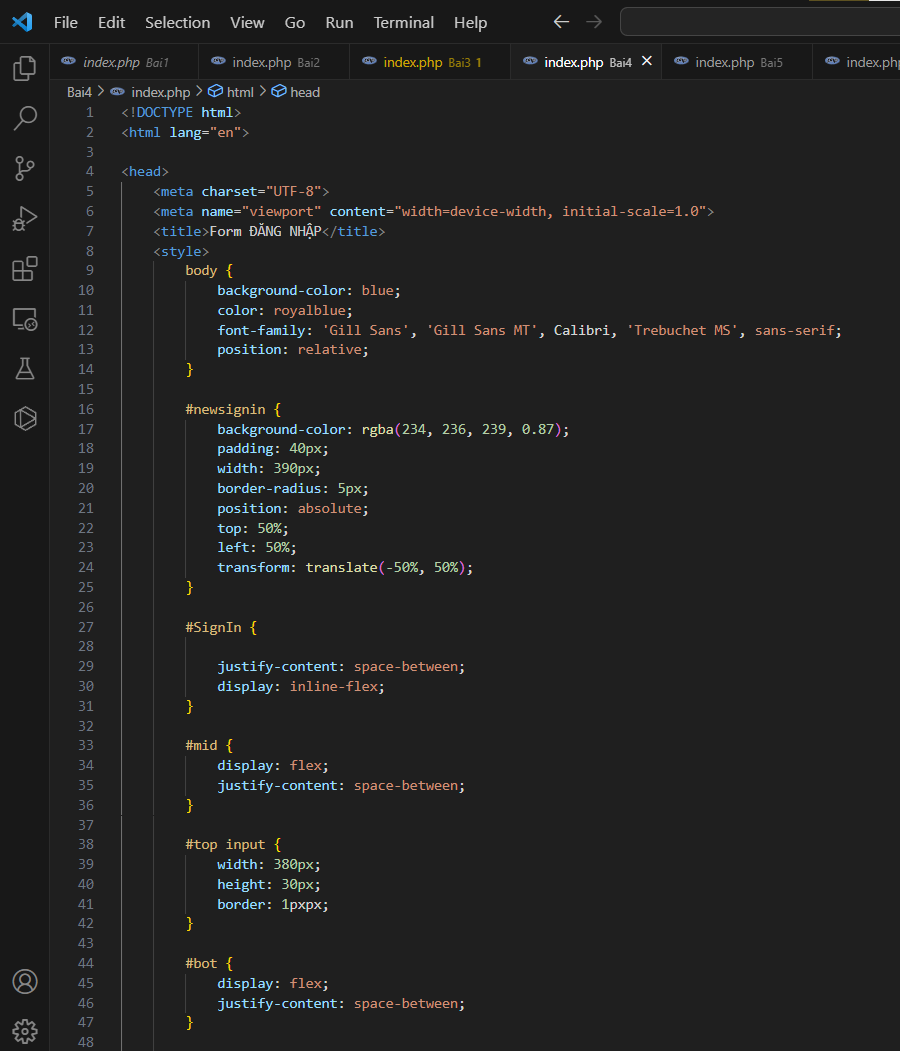 File Edit Selection View Go Run Terminal Help
index.php Bai1 index.php Bai2 index.php Bai3 1 index.php Bai4 index.php Bai5
Bai4 > index.php > html > head
1 <!DOCTYPE html>
2 <html lang="en">
3
4 <head>
5 <meta charset="UTF-8">
6 <meta name="viewport" content="width=device-width, initial-scale=1.0">
7 <title>Form ĐĂNG NHẬP</title>
8 <style>
9 body {
10 background-color: blue;
11 color: royalblue;
12 font-family: 'Gill Sans', 'Gill Sans MT', Calibri, 'Trebuchet MS', sans-serif;
13 position: relative;
14 }
15
16 #newsignin {
17 background-color: rgba(234, 236, 239, 0.87);
18 padding: 40px;
19 width: 390px;
20 border-radius: 5px;
21 position: absolute;
22 top: 50%;
23 left: 50%;
24 transform: translate(-50%, 50%);
25 }
26
27 #SignIn {
28
29 justify-content: space-between;
30 display: inline-flex;
31 }
32
33 #mid {
34 display: flex;
35 justify-content: space-between;
36 }
37
38 #top input {
39 width: 380px;
40 height: 30px;
41 border: 1pxpx;
42 }
43
44 #bot {
45 display: flex;
46 justify-content: space-between;
47 }
48